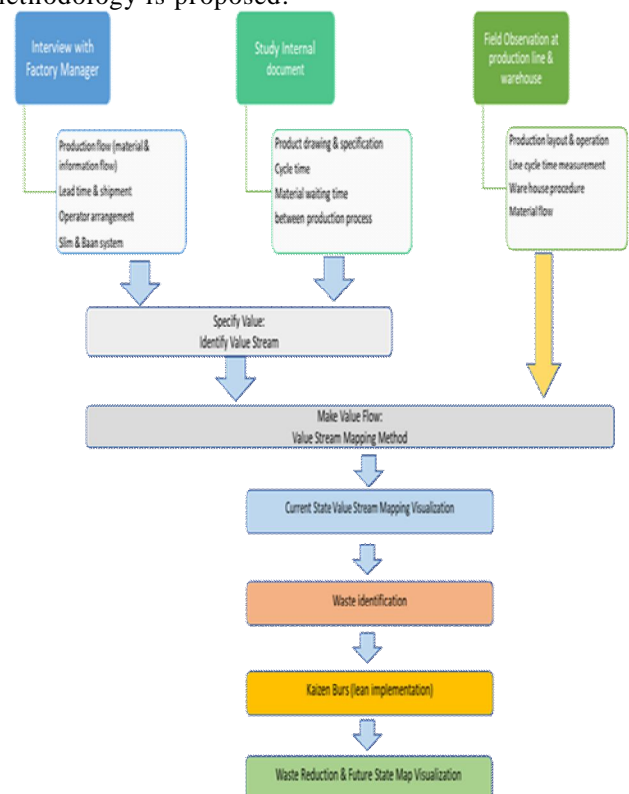 methodology is proposed:
Interview with
Factory Manager
Study Internal
document
Field Observation at
production line &
warehouse
Production flow (material &
information flow)
Lead time & shipment
Operator arrangement
Slim & Baan system
Product drawing & specification
Cycle time
Material waiting time
between production process
Production layout & operation
Line cycle time measurement
Ware house procedure
Material flow
Specify Value:
Identify Value Stream
Make Value Flow:
Value Stream Mapping Method
Current State Value Stream Mapping Visualization
Waste identification
Kaizen Burs (lean implementation)
Waste Reduction & Future State Map Visualization